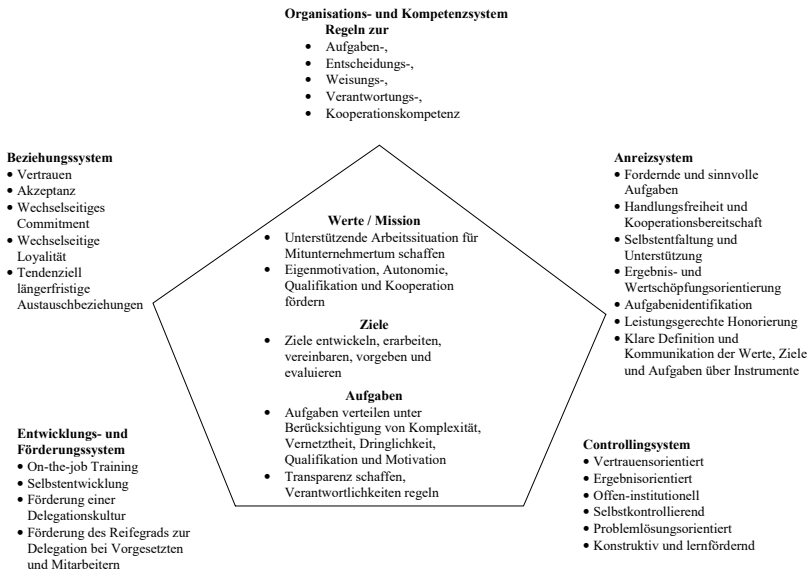 Organisations- und Kompetenzsystem
Regeln zur
• Aufgaben-,
• Entscheidungs-,
• Weisungs-,
• Verantwortungs-,
• Kooperationskompetenz
Beziehungssystem
• Vertrauen
• Akzeptanz
• Wechselseitiges
Commitment
• Wechselseitige
Loyalität
• Tendenziell
längerfristige
Austauschbeziehungen
Anreizsystem
• Fordernde und sinnvolle
Aufgaben
• Handlungsfreiheit und
Kooperationsbereitschaft
• Selbstentfaltung und
Unterstützung
• Ergebnis- und
Wertschöpfungsorientierung
• Aufgabenidentifikation
• Leistungsgerechte Honorierung
• Klare Definition und
Kommunikation der Werte, Ziele
und Aufgaben über Instrumente
Werte / Mission
• Unterstützende Arbeitssituation für
Mitunternehmertum schaffen
• Eigenmotivation, Autonomie,
Qualifikation und Kooperation
fördern
Ziele
• Ziele entwickeln, erarbeiten,
vereinbaren, vorgeben und
evaluieren
Aufgaben
• Aufgaben verteilen unter
Berücksichtigung von Komplexität,
Vernetztheit, Dringlichkeit,
Qualifikation und Motivation
• Transparenz schaffen,
Verantwortlichkeiten regeln
Entwicklungs- und
Förderungssystem
• On-the-job Training
• Selbstentwicklung
• Förderung einer
Delegationskultur
• Förderung des Reifegrads zur
Delegation bei Vorgesetzten
und Mitarbeitern
Controllingsystem
• Vertrauensorientiert
• Ergebnisorientiert
• Offen-institutionell
• Selbstkontrollierend
• Problemlösungsorientiert
• Konstruktiv und lernfördernd